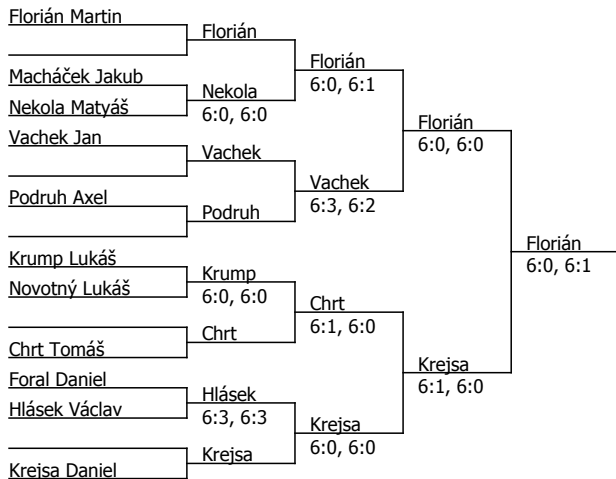 Florián Martin
Florián
Florián
6:0, 6:1
Macháček Jakub
Nekola
6:0, 6:0
Nekola Matyáš
Florián
6:0, 6:0
Vachek Jan
Vachek
Vachek
6:3, 6:2
Podruh Axel
Podruh
Florián
6:0, 6:1
Krump Lukáš
Krump
6:0, 6:0
Novotný Lukáš
Chrt
6:1, 6:0
Chrt
Chrt Tomáš
Krejsa
6:1, 6:0
Foral Daniel
Hlásek
6:3, 6:3
Hlásek Václav
Krejsa
6:0, 6:0
Krejsa
Krejsa Daniel